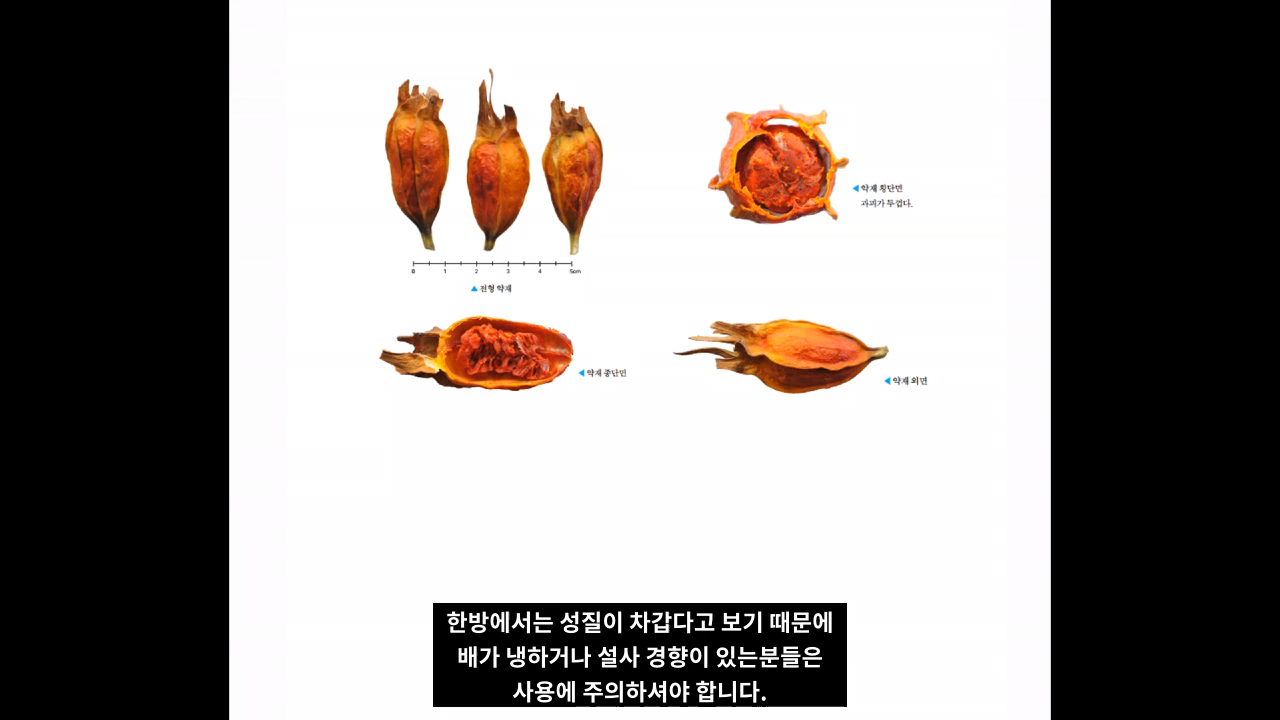 ◀ 약재 횡단면
과피가 두껍다.
0 1 2 3 4 5cm
▲ 전형 약재
◀ 약재 종단면
◀ 약재 외면
한방에서는 성질이 차갑다고 보기 때문에
배가 냉하거나 설사 경향이 있는분들은
사용에 주의하셔야 합니다.